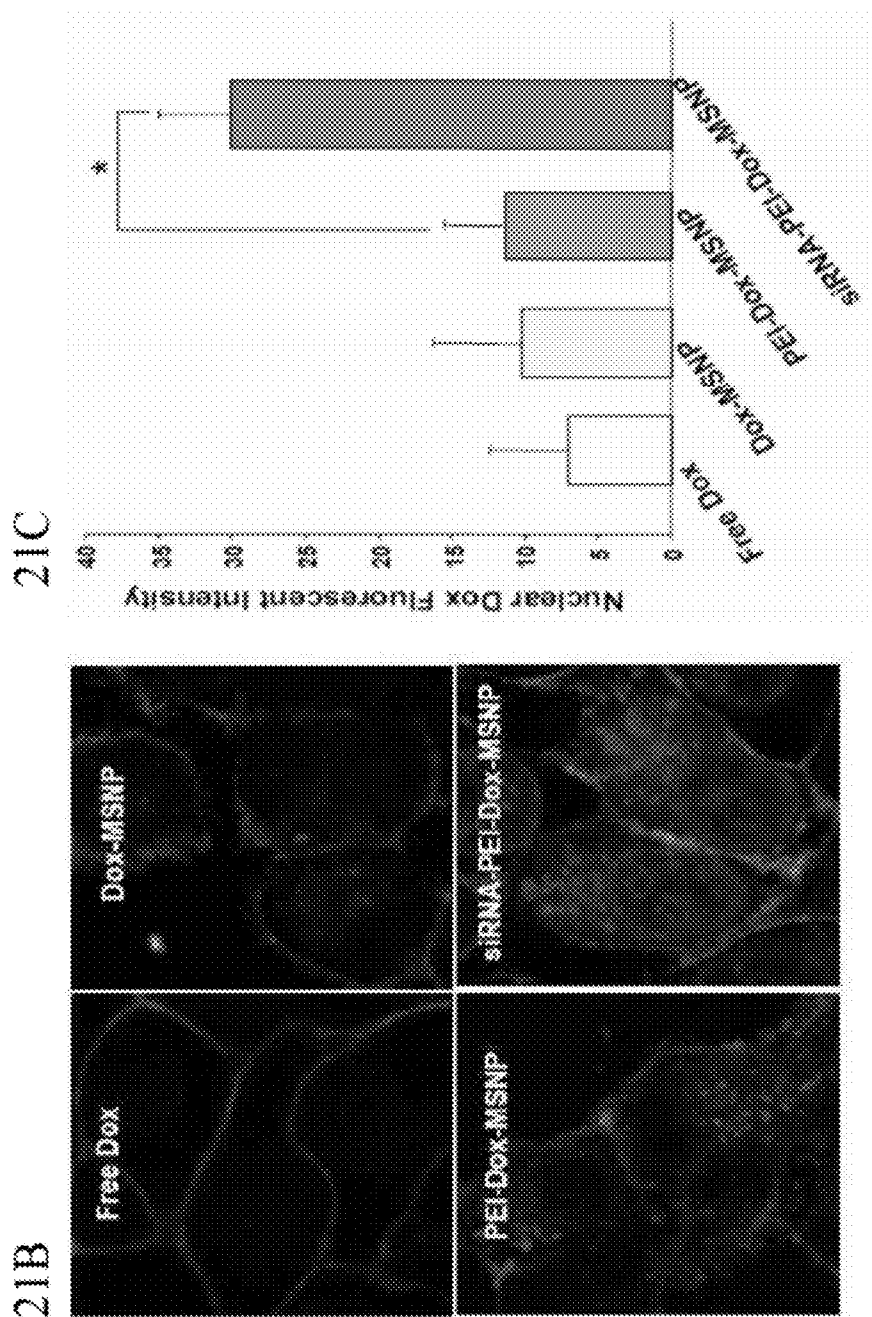 21B
Free Dox
Dox-MSNP
PEI-Dox-MSNP
siRNA-PEI-Dox-MSNP
21C
Nuclear Dox Fluorescent Intensity
40
35
30
25
20
15
10
5
0
*
Free Dox
Dox-MSNP
PEI-Dox-MSNP
siRNA-PEI-Dox-MSNP